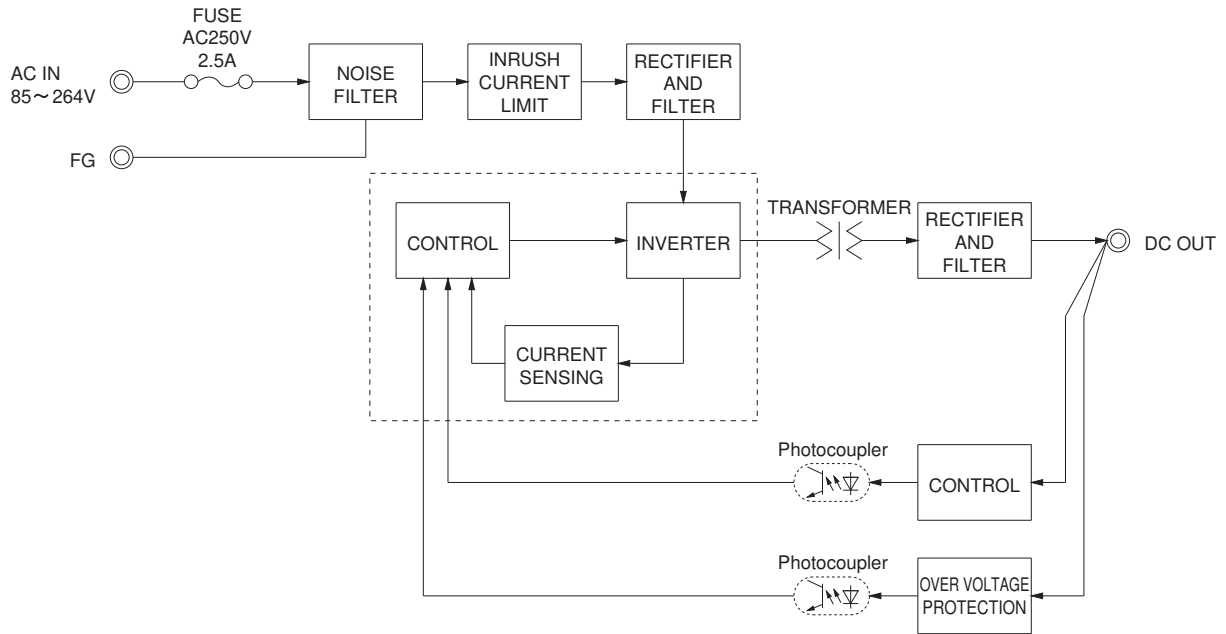 FUSE
AC250V
2.5A
AC IN
85~264V
FG
NOISE
FILTER
INRUSH
CURRENT
LIMIT
RECTIFIER
AND
FILTER
CONTROL
INVERTER
CURRENT
SENSING
TRANSFORMER
RECTIFIER
AND
FILTER
DC OUT
Photocoupler
CONTROL
Photocoupler
OVER VOLTAGE
PROTECTION